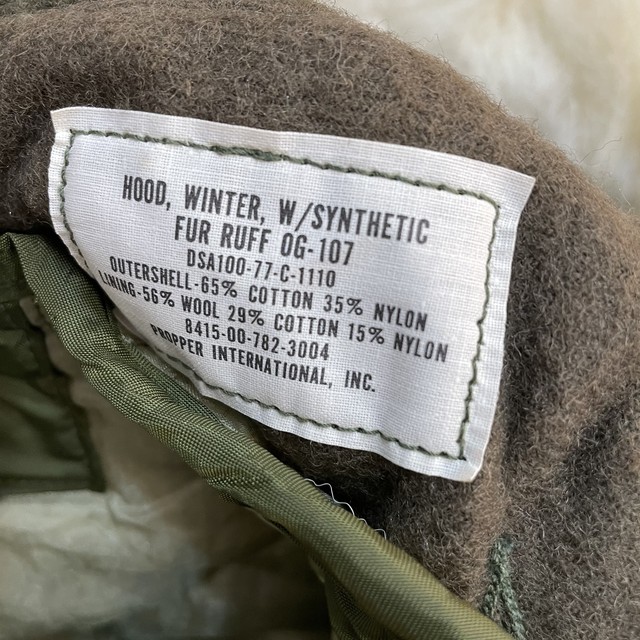 HOOD, WINTER, W/SYNTHETIC
FUR RUFF OG-107
DSA100-77-C-1110
OUTERSHELL-65% COTTON 35% NYLON
LINING-56% WOOL 29% COTTON 15% NYLON
8415-00-782-3004
PROPPER INTERNATIONAL, INC.